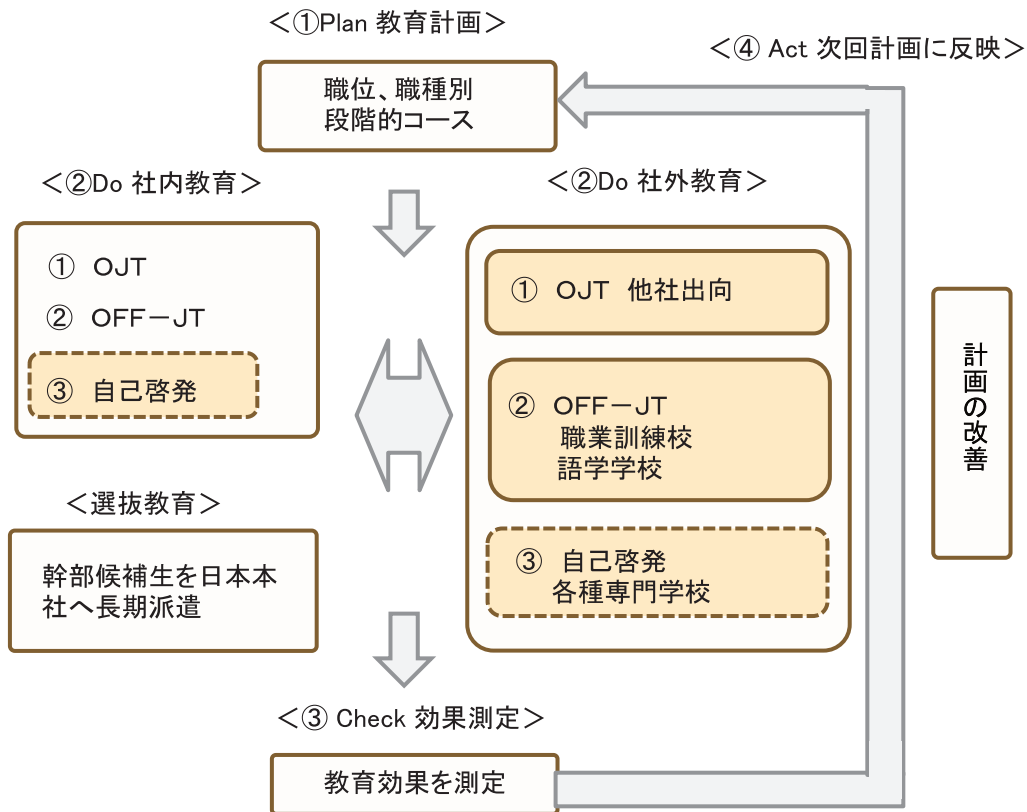 ＜①Plan 教育計画＞
＜④ Act 次回計画に反映＞
職位、職種別
段階的コース
＜②Do 社内教育＞
＜②Do 社外教育＞
① OJT
② OFF－JT
③ 自己啓発
① OJT 他社出向
② OFF－JT
職業訓練校
語学学校
③ 自己啓発
各種専門学校
計画の改善
＜選抜教育＞
幹部候補生を日本本
社へ長期派遣
＜③ Check 効果測定＞
教育効果を測定